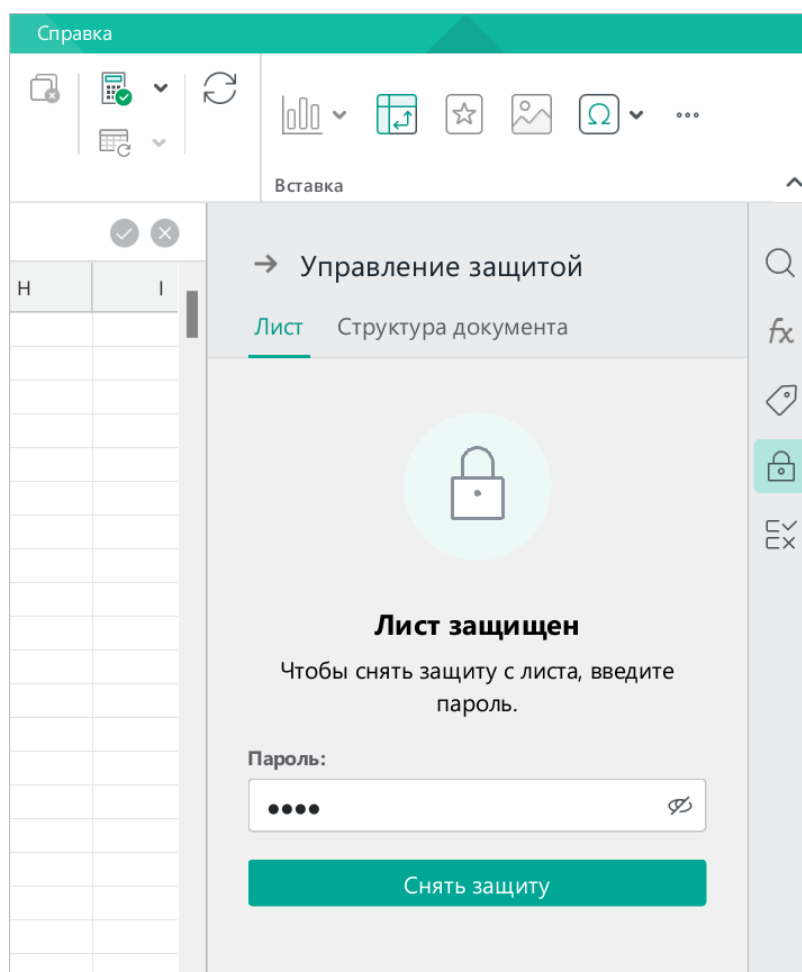 Справка
Вставка
H I
Управление защитой
Лист Структура документа
Лист защищен
Чтобы снять защиту с листа, введите
пароль.
Пароль:
Снять защиту